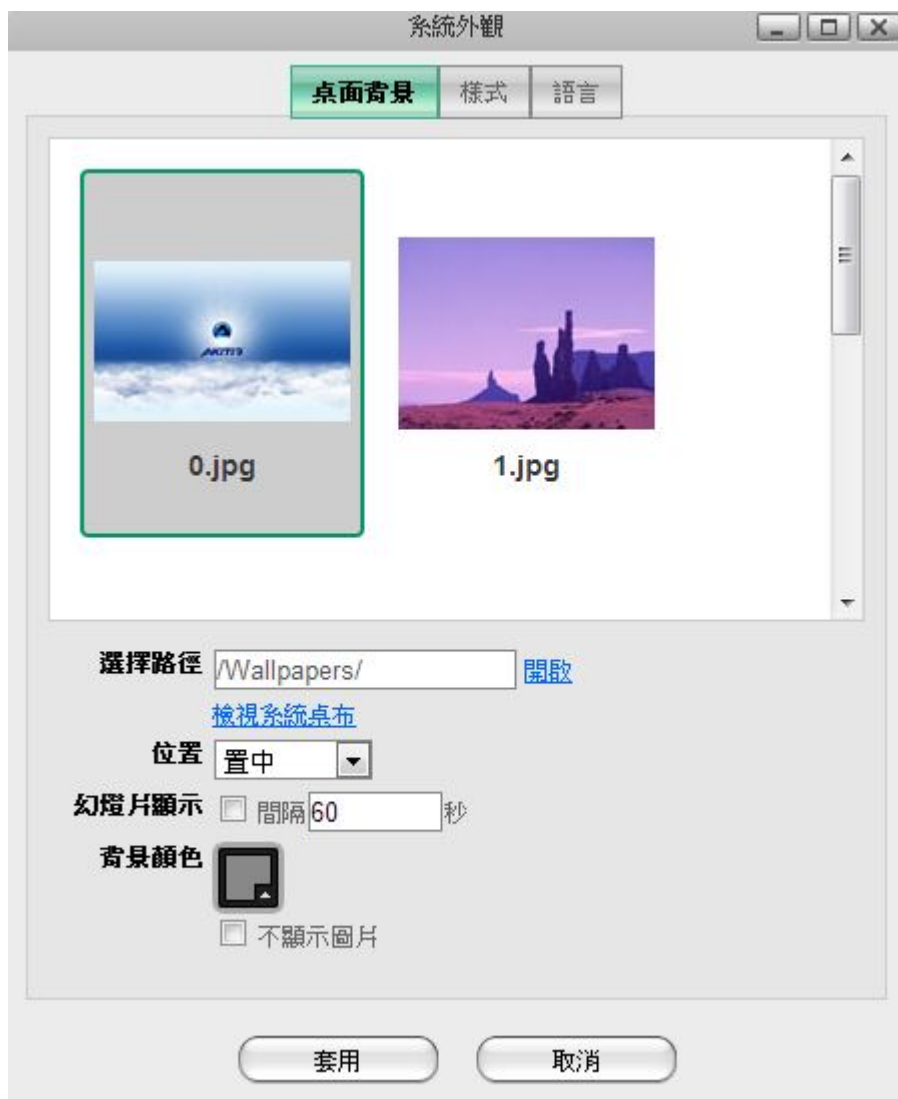 系統外觀
桌面背景 樣式 語言
AKiTiO
0.jpg 1.jpg
選擇路徑 /Wallpapers/ 開啟
檢視系統桌布
位置 置中
幻燈片顯示 間隔 60 秒
背景顏色
不顯示圖片
套用 取消